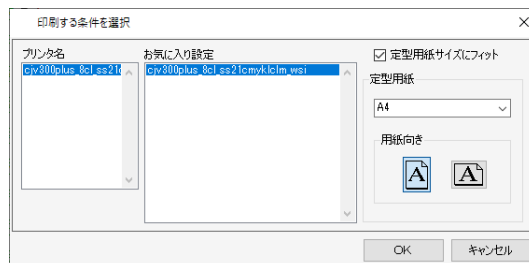 印刷する条件を選択
プリンタ名
cjv300plus_8cl_ss21c
お気に入り設定
cjv300plus_8cl_ss21cmyklclm_wsi
定型用紙サイズにフィット
定型用紙
A4
用紙向き
A
A
OK
キャンセル